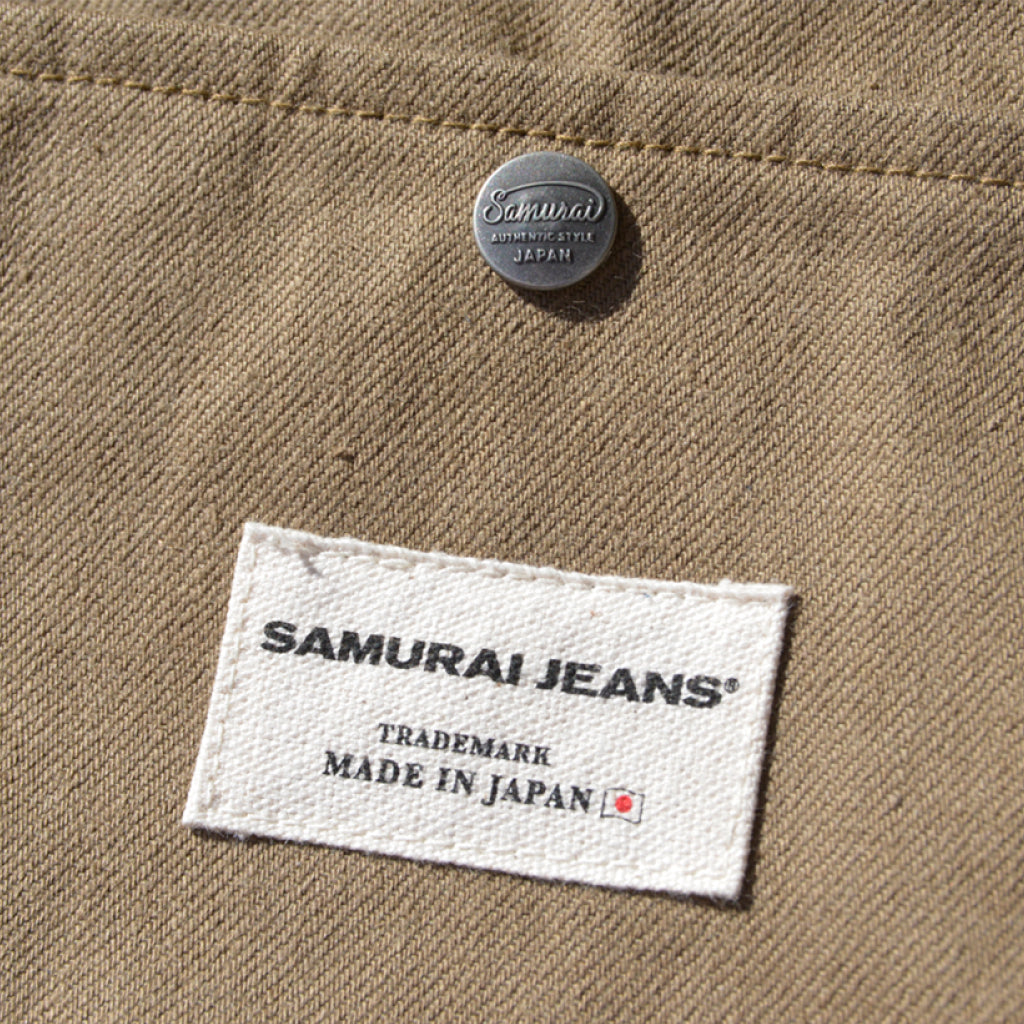 Samurai
AUTHENTIC STYLE
JAPAN
SAMURAI JEANS®
TRADEMARK
MADE IN JAPAN